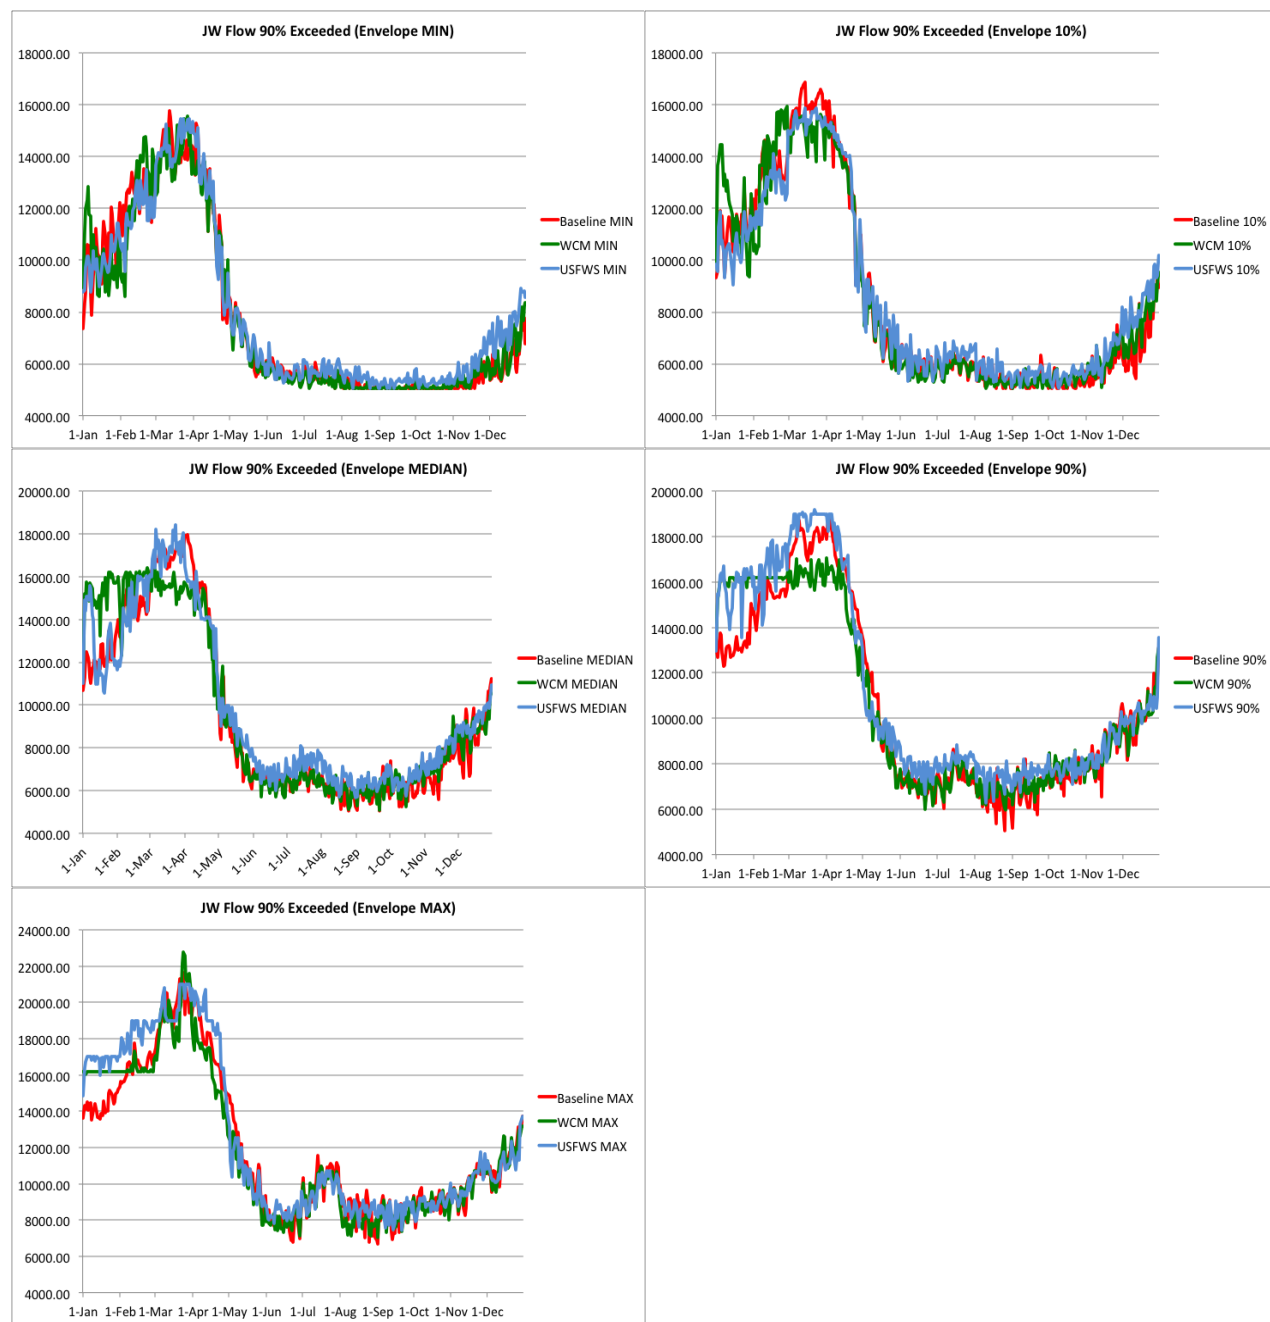 JW Flow 90% Exceeded (Envelope MIN)
18000.00
16000.00
14000.00
12000.00
10000.00
8000.00
6000.00
4000.00
1-Jan 1-Feb 1-Mar 1-Apr 1-May 1-Jun 1-Jul 1-Aug 1-Sep 1-Oct 1-Nov 1-Dec
Baseline MIN
WCM MIN
USFWS MIN
JW Flow 90% Exceeded (Envelope 10%)
18000.00
16000.00
14000.00
12000.00
10000.00
8000.00
6000.00
4000.00
1-Jan 1-Feb 1-Mar 1-Apr 1-May 1-Jun 1-Jul 1-Aug 1-Sep 1-Oct 1-Nov 1-Dec
Baseline 10%
WCM 10%
USFWS 10%
JW Flow 90% Exceeded (Envelope MEDIAN)
20000.00
18000.00
16000.00
14000.00
12000.00
10000.00
8000.00
6000.00
4000.00
1-Jan 1-Feb 1-Mar 1-Apr 1-May 1-Jun 1-Jul 1-Aug 1-Sep 1-Oct 1-Nov 1-Dec
Baseline MEDIAN
WCM MEDIAN
USFWS MEDIAN
JW Flow 90% Exceeded (Envelope 90%)
20000.00
18000.00
16000.00
14000.00
12000.00
10000.00
8000.00
6000.00
4000.00
1-Jan 1-Feb 1-Mar 1-Apr 1-May 1-Jun 1-Jul 1-Aug 1-Sep 1-Oct 1-Nov 1-Dec
Baseline 90%
WCM 90%
USFWS 90%
JW Flow 90% Exceeded (Envelope MAX)
24000.00
22000.00
20000.00
18000.00
16000.00
14000.00
12000.00
10000.00
8000.00
6000.00
4000.00
1-Jan 1-Feb 1-Mar 1-Apr 1-May 1-Jun 1-Jul 1-Aug 1-Sep 1-Oct 1-Nov 1-Dec
Baseline MAX
WCM MAX
USFWS MAX